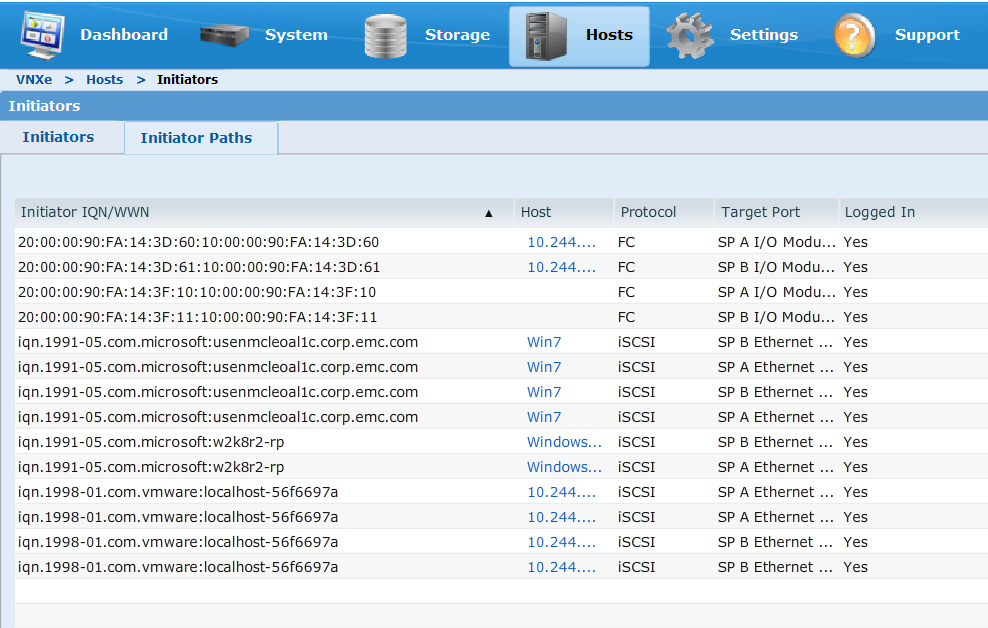 Dashboard System Storage Hosts Settings Support
VNXe > Hosts > Initiators
Initiators
Initiators Initiator Paths
Initiator IQN/WWN ▲ Host Protocol Target Port Logged In
20:00:00:90:FA:14:3D:60:10:00:00:90:FA:14:3D:60 10.244.... FC SP A I/O Modu... Yes
20:00:00:90:FA:14:3D:61:10:00:00:90:FA:14:3D:61 10.244.... FC SP B I/O Modu... Yes
20:00:00:90:FA:14:3F:10:10:00:00:90:FA:14:3F:10 FC SP A I/O Modu... Yes
20:00:00:90:FA:14:3F:11:10:00:00:90:FA:14:3F:11 FC SP B I/O Modu... Yes
iqn.1991-05.com.microsoft:usenmcleoal1c.corp.emc.com Win7 iSCSI SP B Ethernet ... Yes
iqn.1991-05.com.microsoft:usenmcleoal1c.corp.emc.com Win7 iSCSI SP A Ethernet ... Yes
iqn.1991-05.com.microsoft:usenmcleoal1c.corp.emc.com Win7 iSCSI SP B Ethernet ... Yes
iqn.1991-05.com.microsoft:usenmcleoal1c.corp.emc.com Win7 iSCSI SP A Ethernet ... Yes
iqn.1991-05.com.microsoft:w2k8r2-rp Windows... iSCSI SP B Ethernet ... Yes
iqn.1991-05.com.microsoft:w2k8r2-rp Windows... iSCSI SP A Ethernet ... Yes
iqn.1998-01.com.vmware:localhost-56f6697a 10.244.... iSCSI SP A Ethernet ... Yes
iqn.1998-01.com.vmware:localhost-56f6697a 10.244.... iSCSI SP A Ethernet ... Yes
iqn.1998-01.com.vmware:localhost-56f6697a 10.244.... iSCSI SP B Ethernet ... Yes
iqn.1998-01.com.vmware:localhost-56f6697a 10.244.... iSCSI SP B Ethernet ... Yes